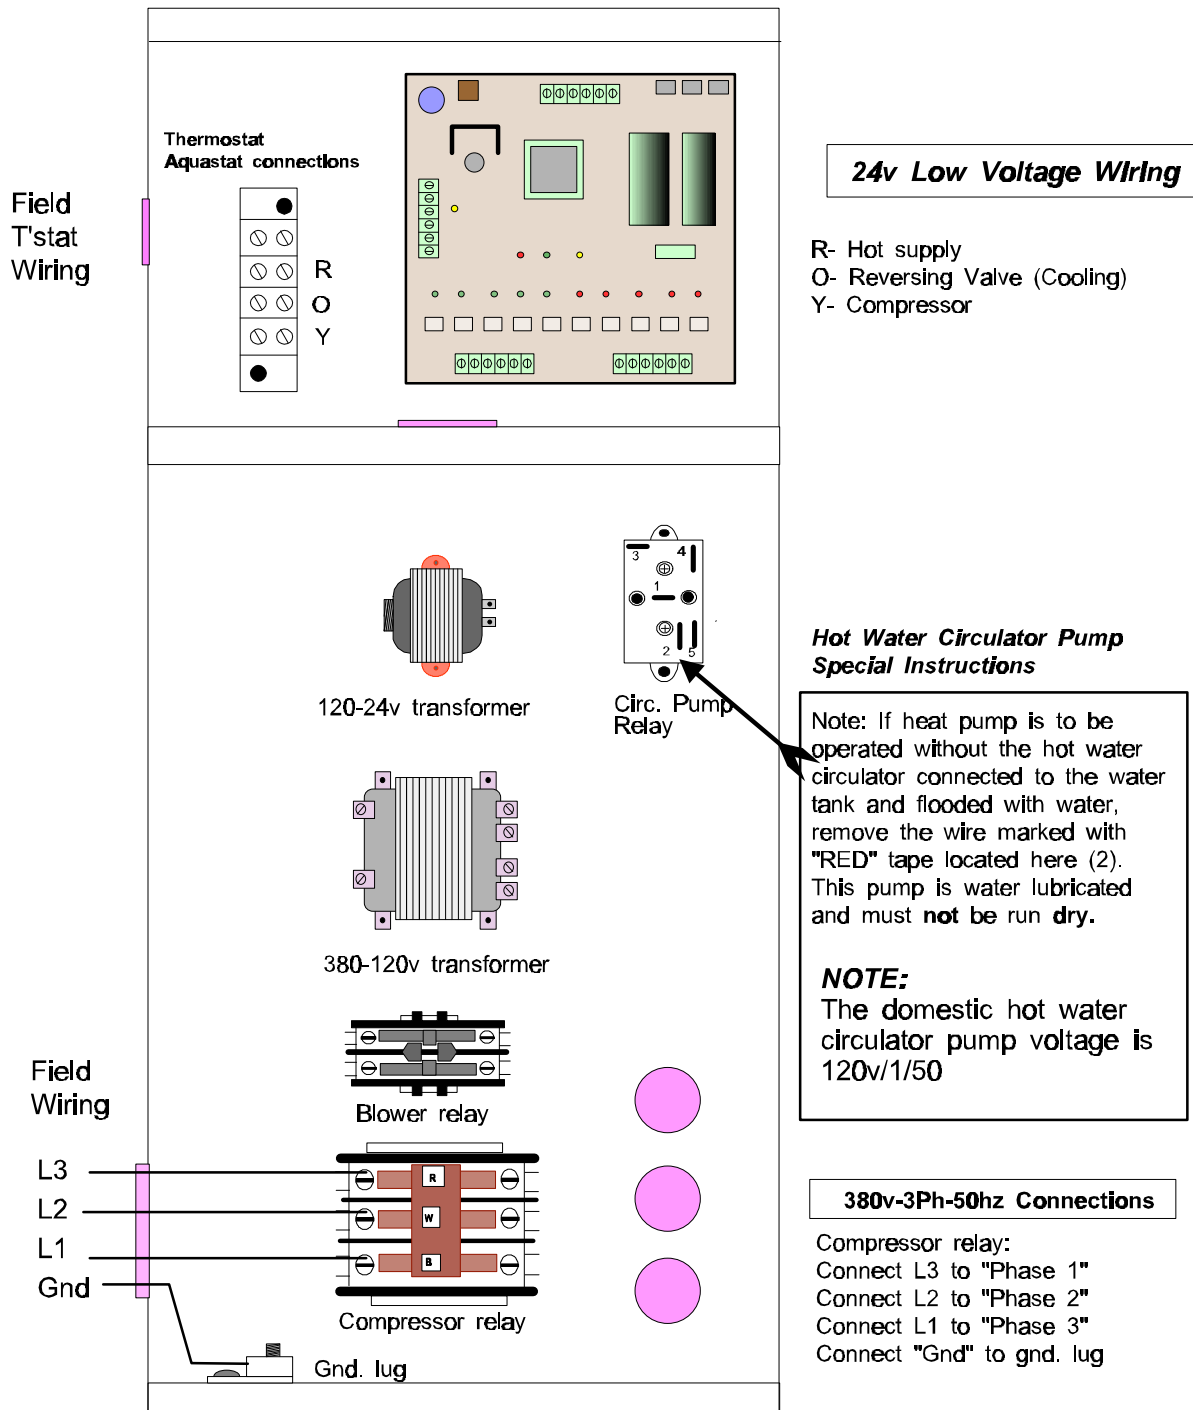 Thermostat
Aquastat connections
Field
T'stat
Wiring
R
O
Y
24v Low Voltage Wiring
R- Hot supply
O- Reversing Valve (Cooling)
Y- Compressor
3
4
1
2
5
120-24v transformer
Circ. Pump
Relay
Hot Water Circulator Pump
Special Instructions
Note: If heat pump is to be
operated without the hot water
circulator connected to the water
tank and flooded with water,
remove the wire marked with
"RED" tape located here (2).
This pump is water lubricated
and must not be run dry.
NOTE:
The domestic hot water
circulator pump voltage is
120v/1/50
380-120v transformer
Blower relay
Field
Wiring
L3
L2
L1
Gnd
R
W
B
Compressor relay
Gnd. lug
380v-3Ph-50hz Connections
Compressor relay:
Connect L3 to "Phase 1"
Connect L2 to "Phase 2"
Connect L1 to "Phase 3"
Connect "Gnd" to gnd. lug